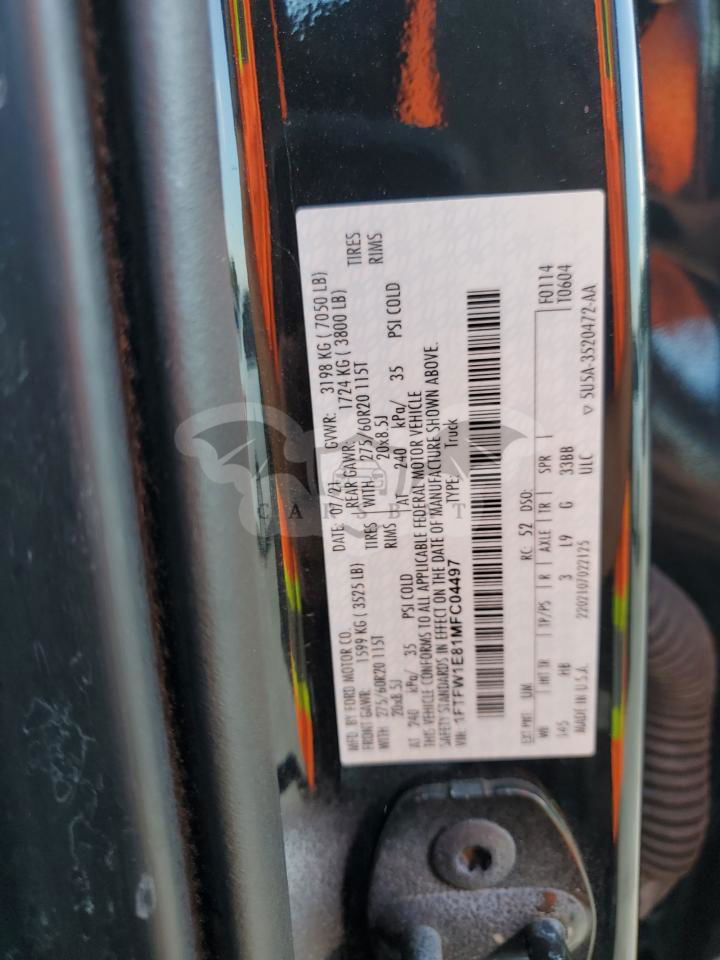 MFD. BY FORD MOTOR CO. DATE: 07/21 GVWR: 3198 KG ( 7050 LB)
FRONT GAWR: 1599 KG ( 3525 LB) REAR GAWR: 1724 KG ( 3800 LB)
WITH 275/60R20 115T TIRES WITH 275/60R20 115T TIRES
20x8.5J RIMS 20x8.5J RIMS
AT 240 kPa/ 35 PSI COLD AT 240 kPa/ 35 PSI COLD
THIS VEHICLE CONFORMS TO ALL APPLICABLE FEDERAL MOTOR VEHICLE
SAFETY STANDARDS IN EFFECT ON THE DATE OF MANUFACTURE SHOWN ABOVE.
VIN: 1FTFW1E81MFC04497 TYPE: Truck
EXT PNT: UM RC: 52 DSO:
WB INT TR TP/PS R AXLE TR SPR F0114
145 HB 3 L9 G 33BB T0604
MADE IN U.S.A. 2202107022125 ULC
5U5A-3520472-AA